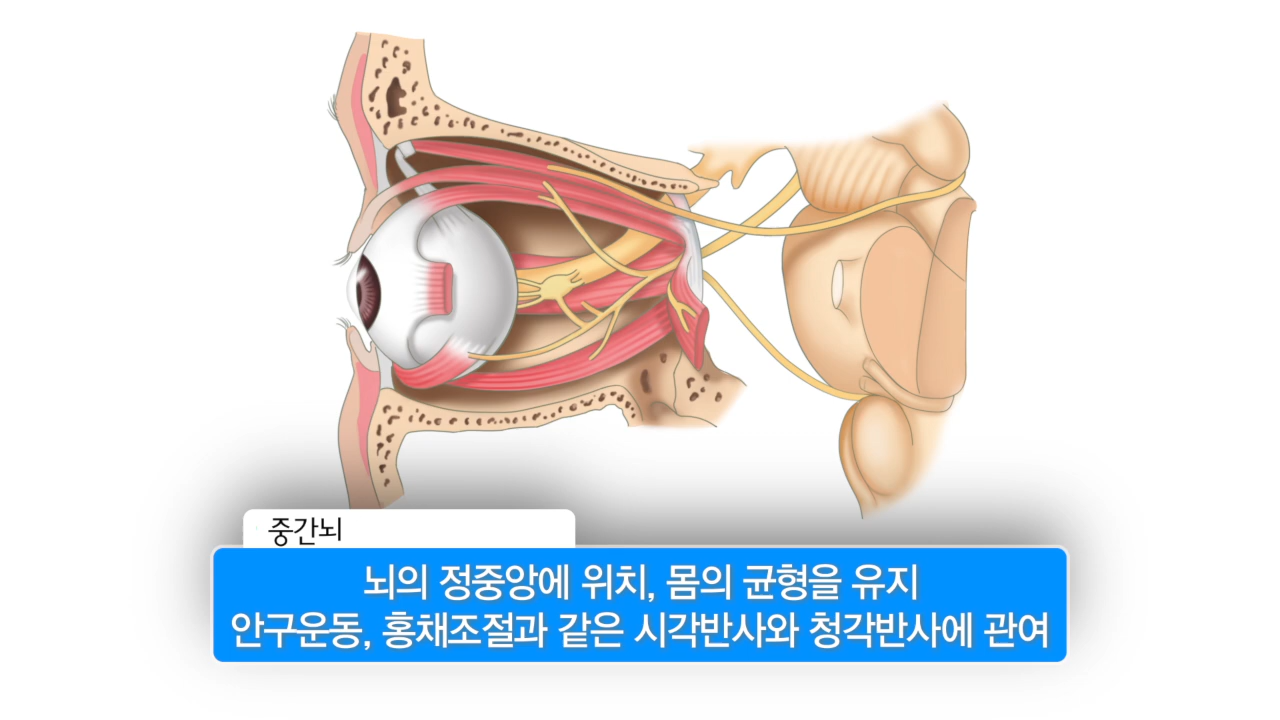 중간뇌
뇌의 정중앙에 위치, 몸의 균형을 유지
안구운동, 홍채조절과 같은 시각반사와 청각반사에 관여